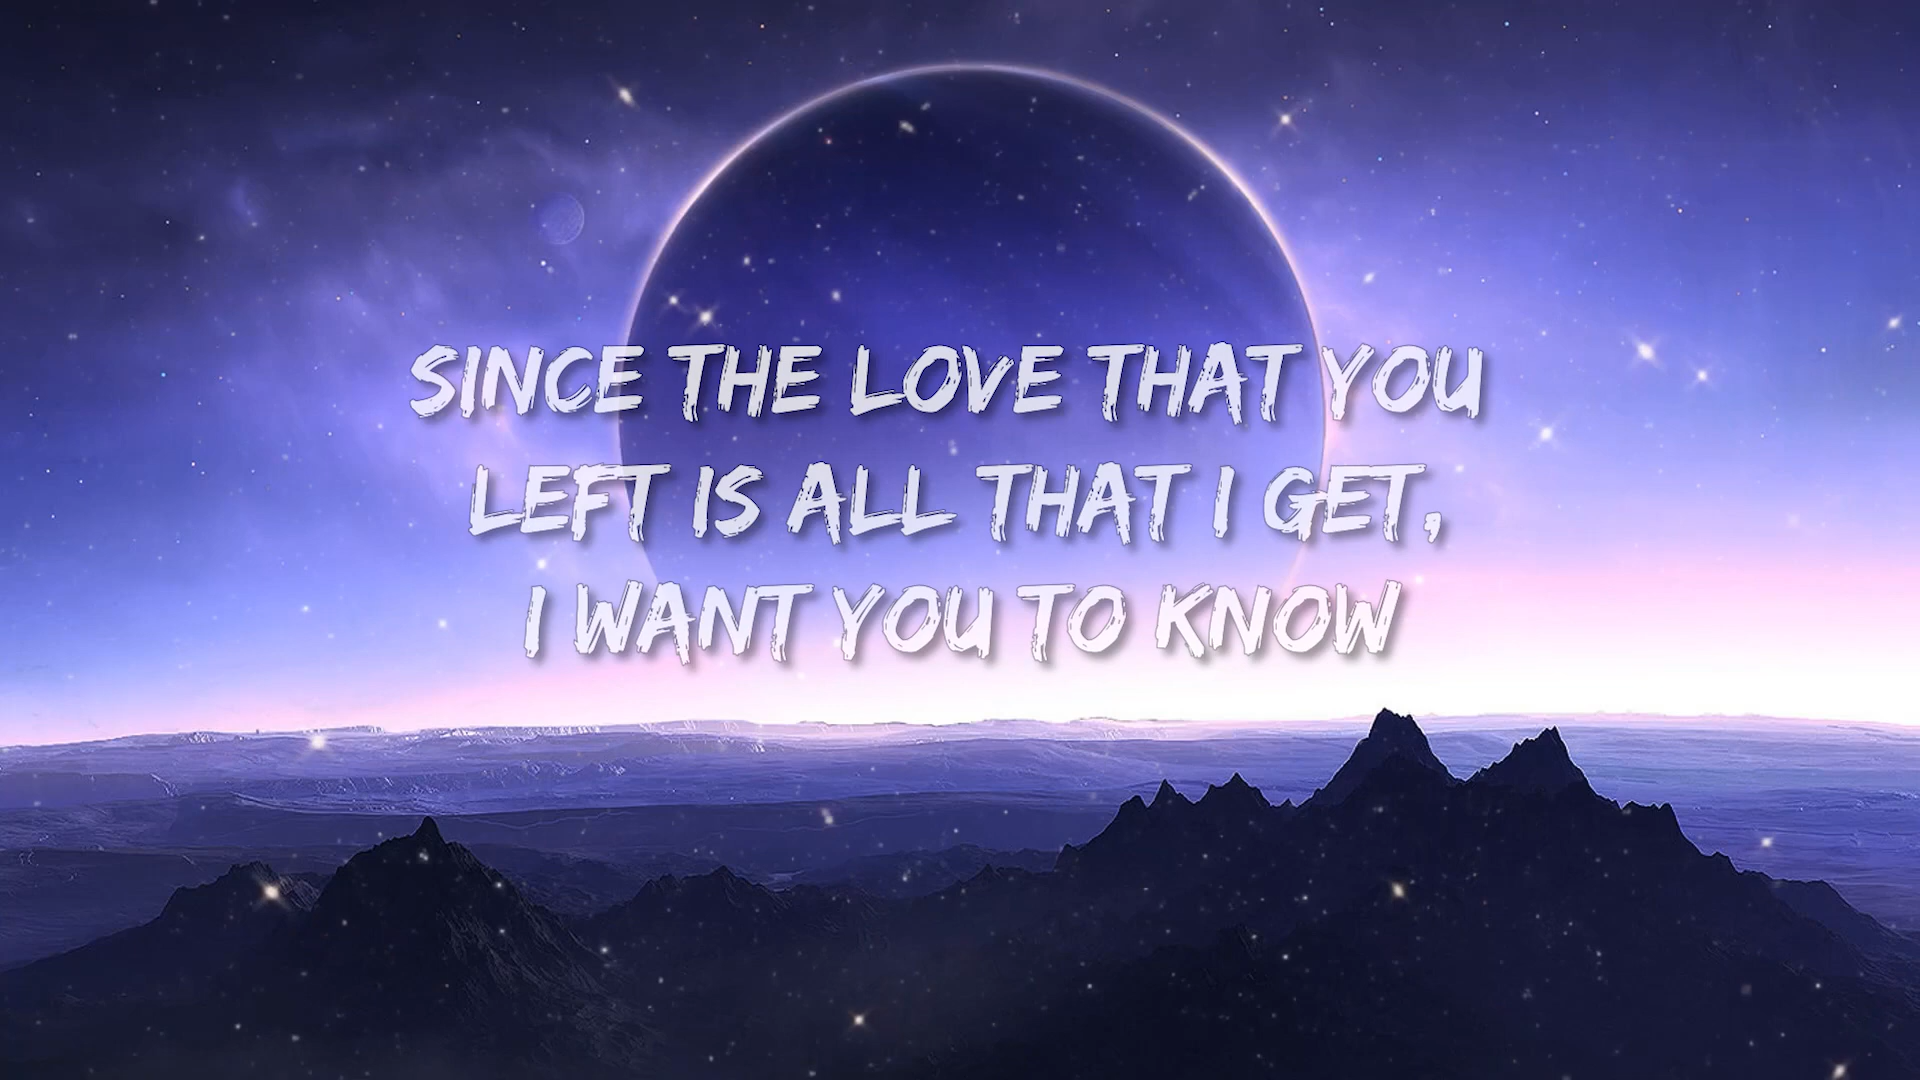 SINCE THE LOVE THAT YOU
LEFT IS ALL THAT I GET,
I WANT YOU TO KNOW